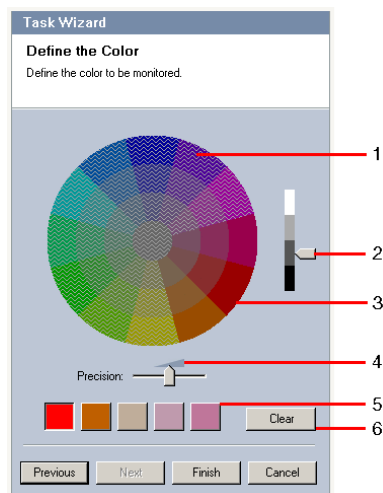 Task Wizard
Define the Color
Define the color to be monitored.
1
2
3
4
Precision:
5
Clear
6
Previous
Next
Finish
Cancel